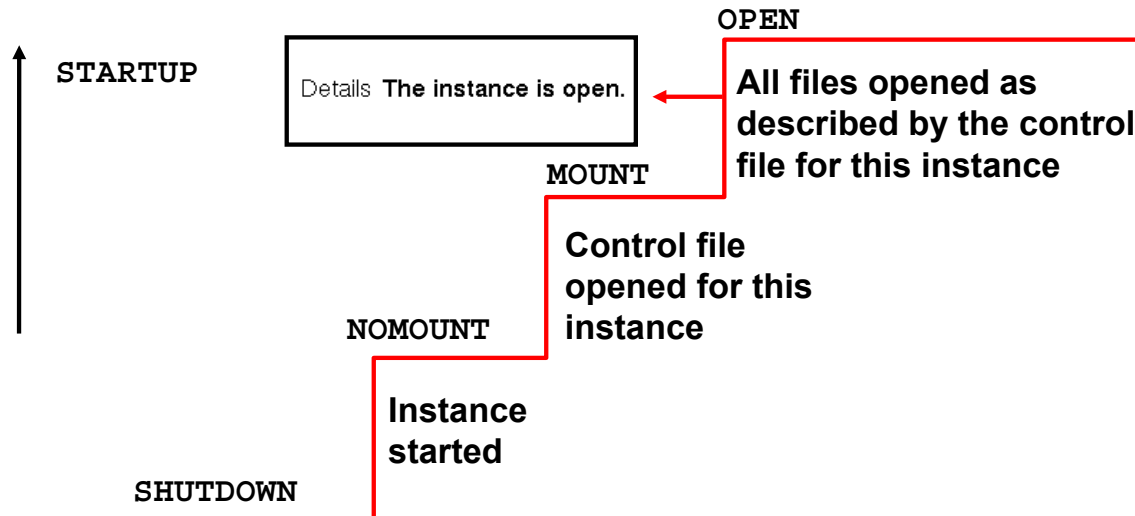 OPEN
STARTUP
Details The instance is open.
All files opened as
described by the control
file for this instance
MOUNT
Control file
opened for this
instance
NOMOUNT
Instance
started
SHUTDOWN